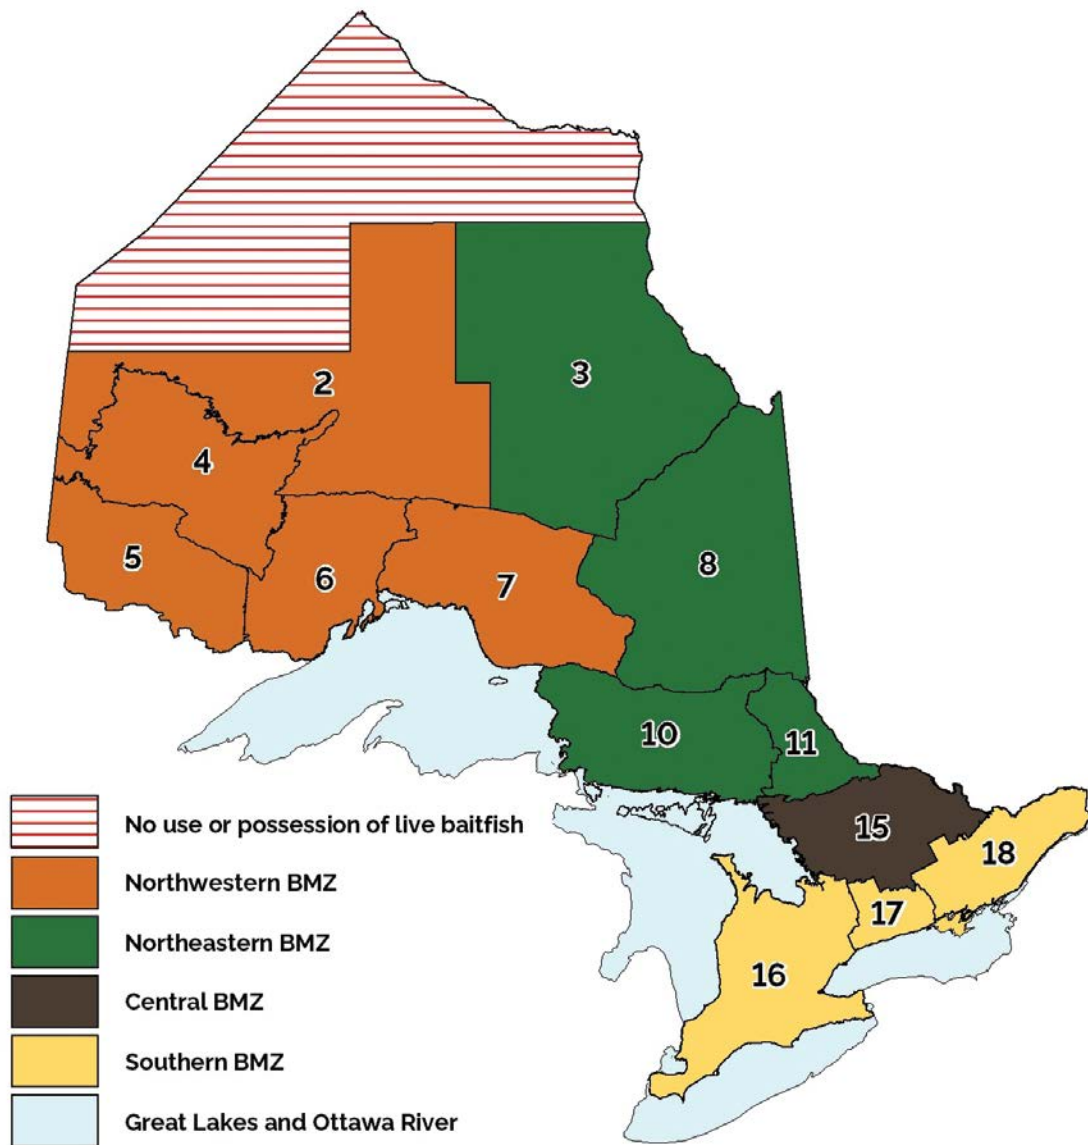 2
3
4
5
6
7
8
10
11
15
18
17
16
No use or possession of live baitfish
Northwestern BMZ
Northeastern BMZ
Central BMZ
Southern BMZ
Great Lakes and Ottawa River